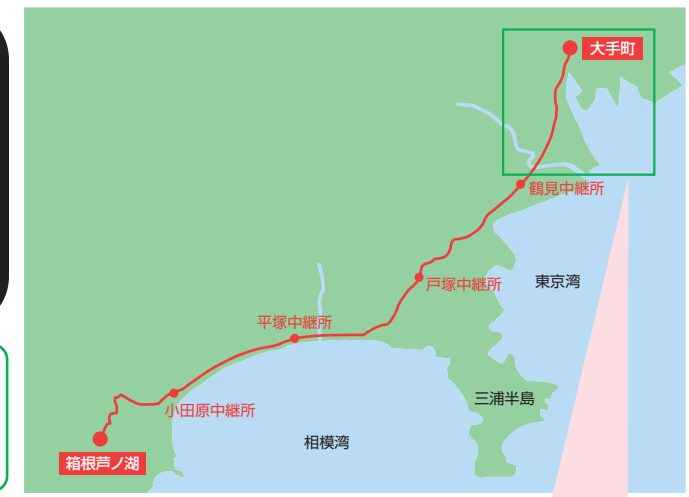 大手町
鶴見中継所
東京湾
戸塚中継所
平塚中継所
三浦半島
小田原中継所
相模湾
箱根芦ノ湖